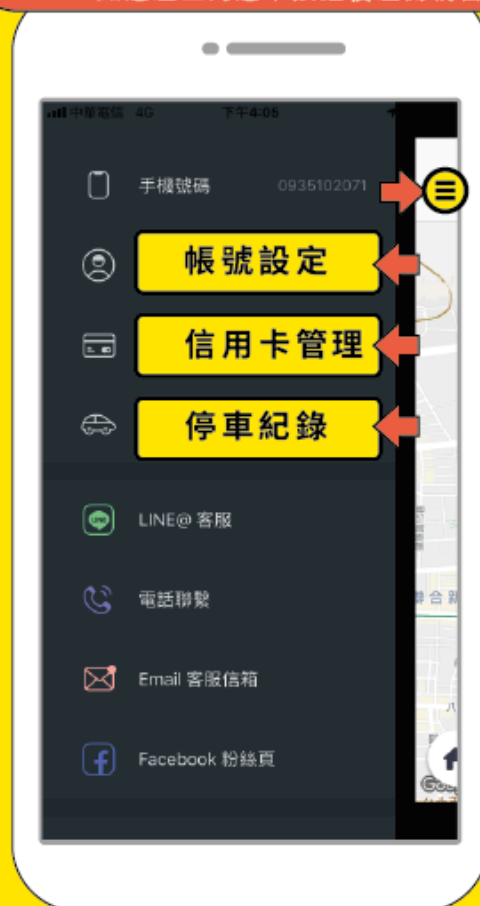 中華電信 4G 下午4:05
手機號碼 0935102071
帳號設定
信用卡管理
停車紀錄
LINE@ 客服
電話聯繫
Email 客服信箱
Facebook 粉絲頁